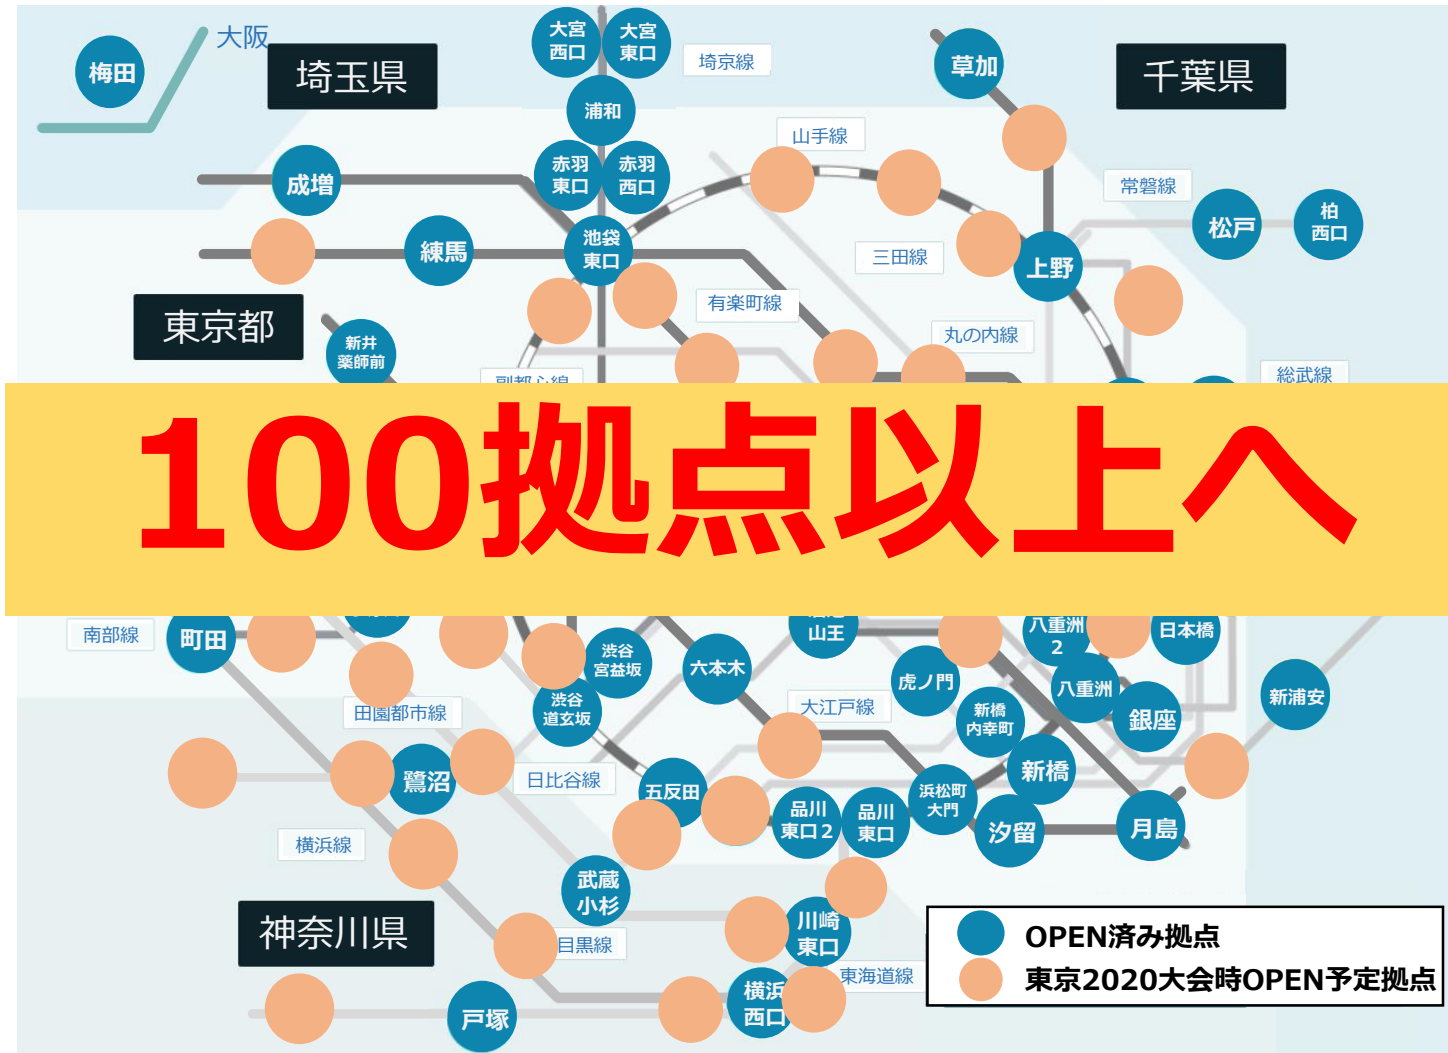 大阪
梅田
埼玉県
大宮
西口
大宮
東口
埼京線
草加
千葉県
浦和
山手線
成増
赤羽
東口
赤羽
西口
常磐線
松戸
柏
西口
練馬
池袋
東口
三田線
上野
東京都
有楽町線
新井
薬師前
丸の内線
副都心線
総武線
100拠点以上へ
南部線
町田
山王
八重洲
2
日本橋
渋谷
宮益坂
六本木
虎ノ門
八重洲
新浦安
田園都市線
渋谷
道玄坂
大江戸線
新橋
内幸町
銀座
鷺沼
日比谷線
五反田
新橋
浜松町
大門
品川
東口2
品川
東口
汐留
月島
横浜線
武蔵
小杉
神奈川県
目黒線
川崎
東口
東海道線
横浜
西口
戸塚
OPEN済み拠点
東京2020大会時OPEN予定拠点